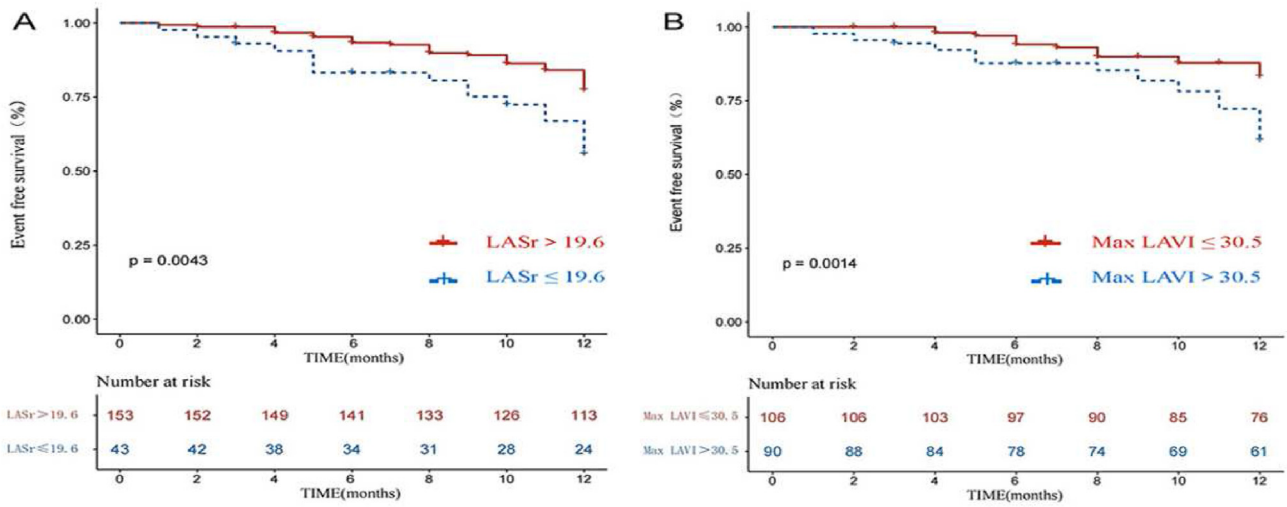 A
Event free survival（%）
1.00
0.75
0.50
0.25
0.00
p = 0.0043
LASr > 19.6
LASr ≤ 19.6
0 2 4 6 8 10 12
TIME(months)
Number at risk
LASr>19.6 153 152 149 141 133 126 113
LASr≤19.6 43 42 38 34 31 28 24
0 2 4 6 8 10 12
TIME(months)
B
Event free survival（%）
1.00
0.75
0.50
0.25
0.00
p = 0.0014
Max LAVI ≤ 30.5
Max LAVI > 30.5
0 2 4 6 8 10 12
TIME(months)
Number at risk
Max LAVI≤30.5 106 106 103 97 90 85 76
Max LAVI>30.5 90 88 84 78 74 69 61
0 2 4 6 8 10 12
TIME(months)